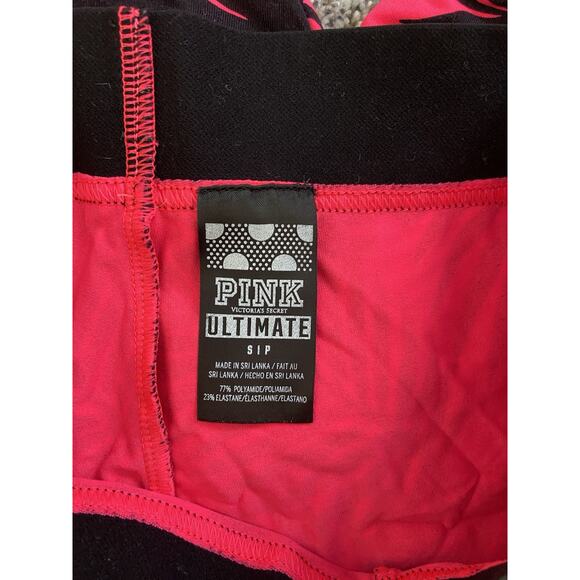 PINK
VICTORIA'S SECRET
ULTIMATE
S | P
MADE IN SRI LANKA / FAIT AU
SRI LANKA / HECHO EN SRI LANKA
77% POLYAMIDE/POLIAMIDA
23% ELASTANE/ÉLASTHANNE/ELASTANO